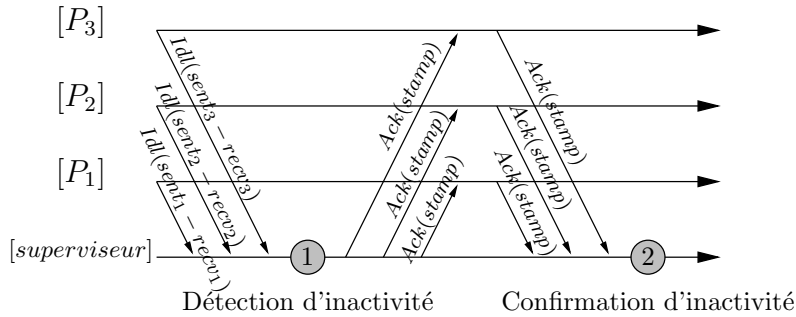 [P₃]
[P₂]
[P₁]
[superviseur]
Idl(sent₃ − recv₃)
Idl(sent₂ − recv₂)
Idl(sent₁ − recv₁)
Ack(stamp)
Ack(stamp)
Ack(stamp)
Ack(stamp)
Ack(stamp)
Ack(stamp)
1
2
Détection d'inactivité
Confirmation d'inactivité